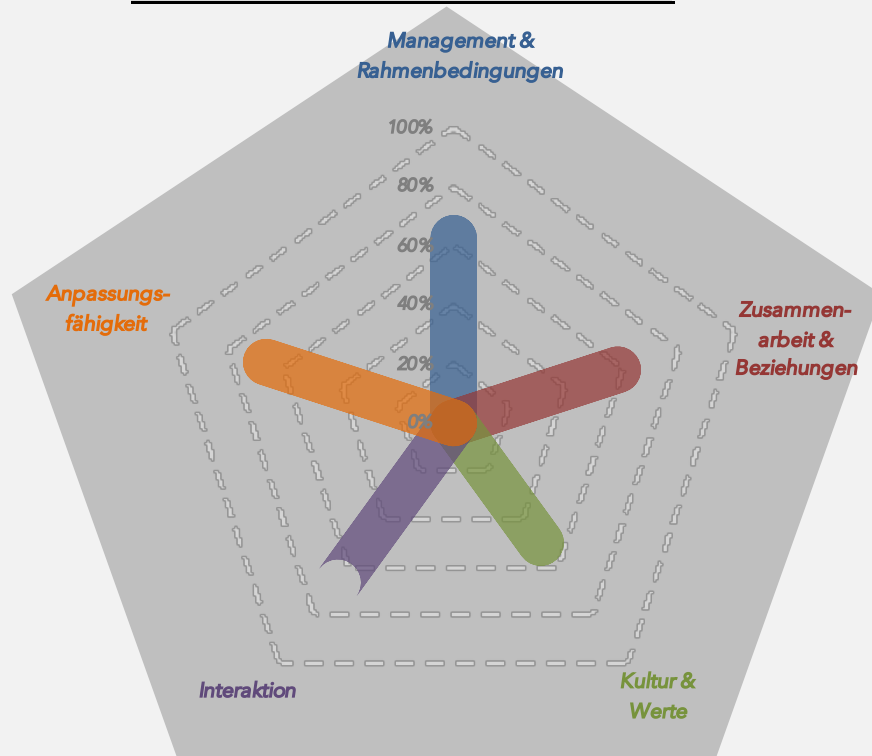 Management &
Rahmenbedingungen
100%
80%
60%
40%
20%
0%
Anpassungs-
fähigkeit
Zusammen-
arbeit &
Beziehungen
Interaktion
Kultur &
Werte